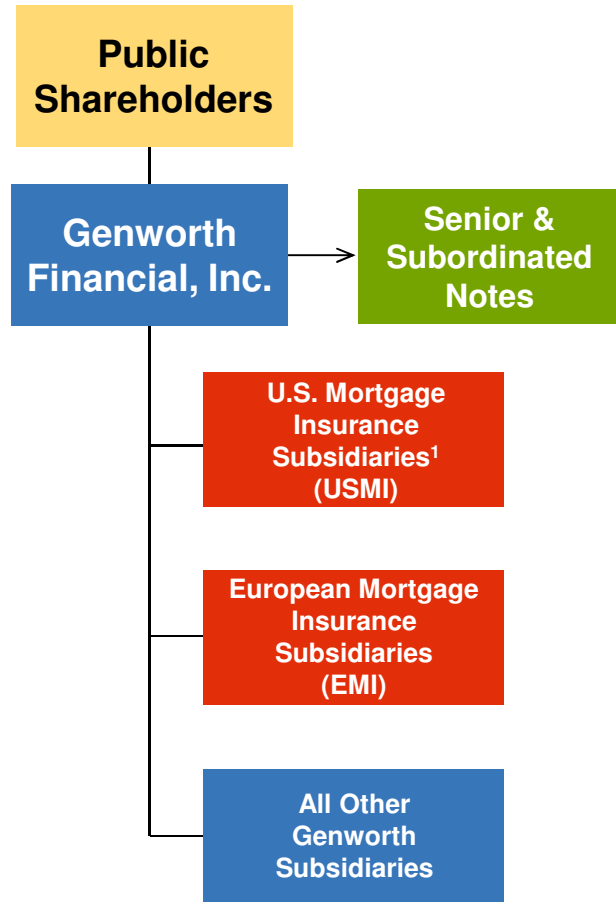 Public
Shareholders
Genworth
Financial, Inc.
Senior &
Subordinated
Notes
U.S. Mortgage
Insurance
Subsidiaries¹
(USMI)
European Mortgage
Insurance
Subsidiaries
(EMI)
All Other
Genworth
Subsidiaries